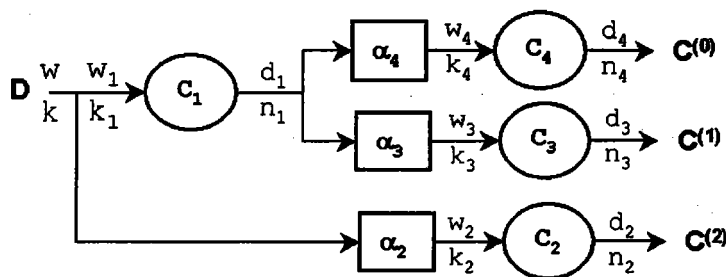 w₄ d₄
α₄ C₄ C⁽⁰⁾
w w₁ d₁ k₄ n₄
D C₁
k k₁ n₁ w₃ d₃
α₃ C₃ C⁽¹⁾
k₃ n₃
w₂ d₂
α₂ C₂ C⁽²⁾
k₂ n₂